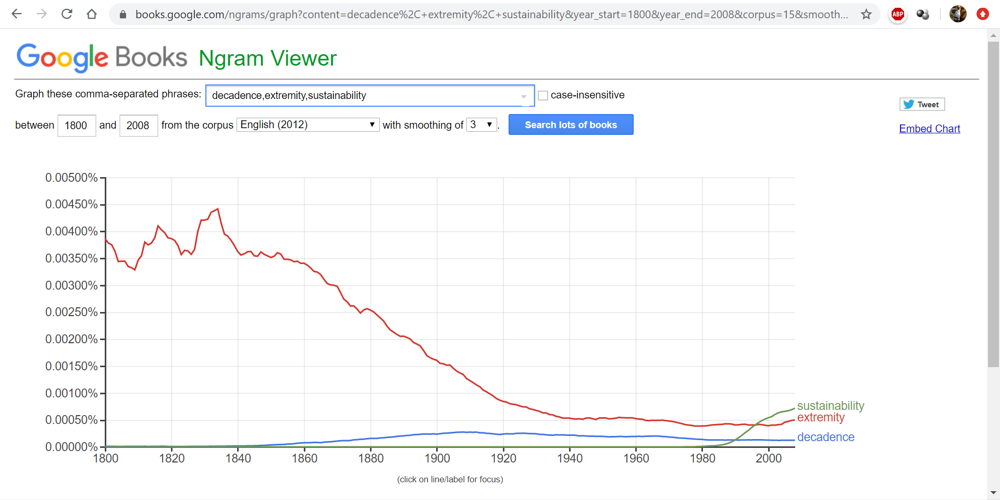 books.google.com/ngrams/graph?content=decadence%2C+extremity%2C+sustainability&year_start=1800&year_end=2008&corpus=15&smooth...
ABP
Google Books Ngram Viewer
Graph these comma-separated phrases: decadence,extremity,sustainability case-insensitive
Tweet
between 1800 and 2008 from the corpus English (2012) with smoothing of 3 . Search lots of books
Embed Chart
0.00500%
0.00450%
0.00400%
0.00350%
0.00300%
0.00250%
0.00200%
0.00150%
0.00100%
0.00050%
0.00000%
sustainability
extremity
decadence
1800 1820 1840 1860 1880 1900 1920 1940 1960 1980 2000
(click on line/label for focus)